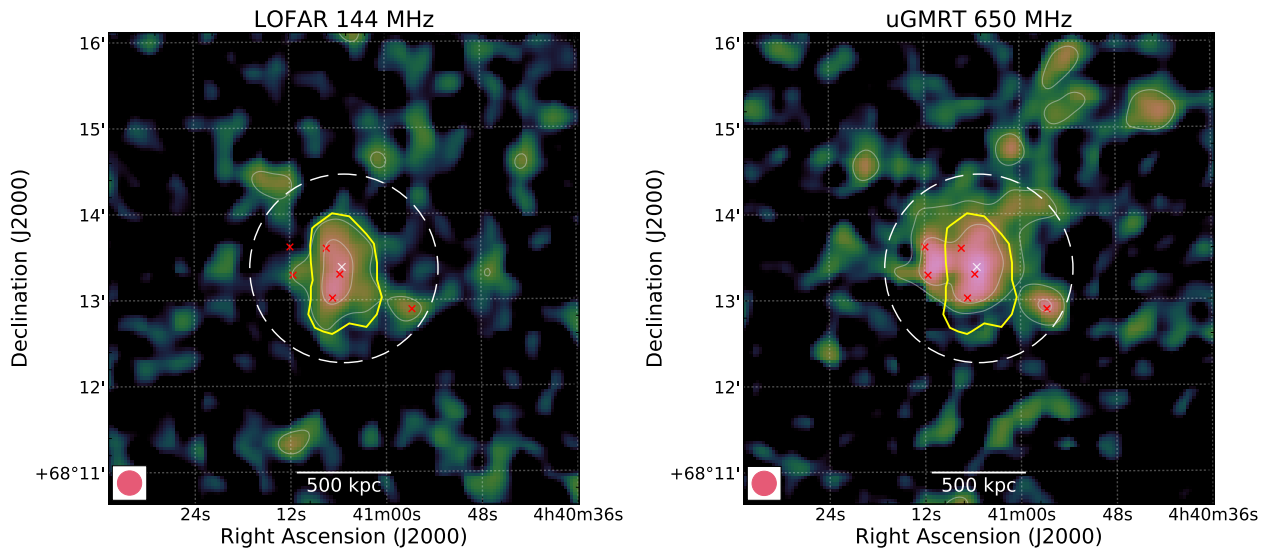 LOFAR 144 MHz
16'
15'
14'
13'
12'
+68°11'
Declination (J2000)
500 kpc
24s 12s 41m00s 48s 4h40m36s
Right Ascension (J2000)
uGMRT 650 MHz
16'
15'
14'
13'
12'
+68°11'
Declination (J2000)
500 kpc
24s 12s 41m00s 48s 4h40m36s
Right Ascension (J2000)